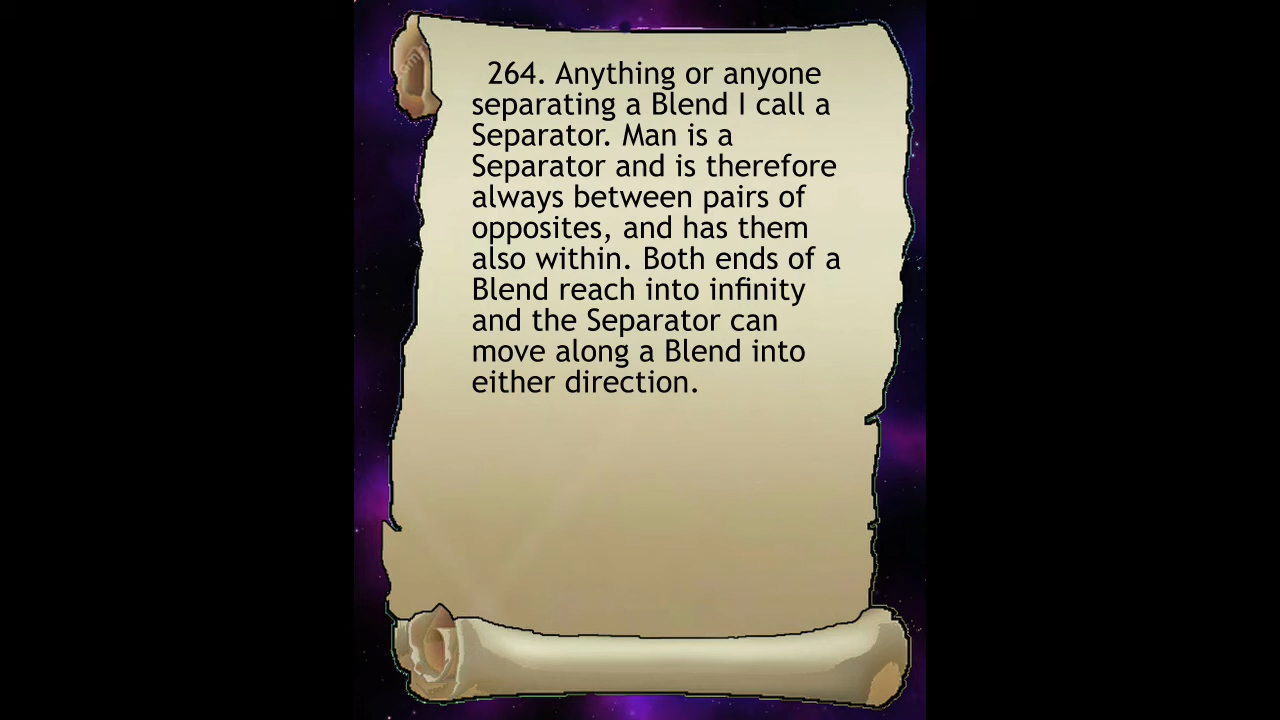 264. Anything or anyone
separating a Blend I call a
Separator. Man is a
Separator and is therefore
always between pairs of
opposites, and has them
also within. Both ends of a
Blend reach into infinity
and the Separator can
move along a Blend into
either direction.